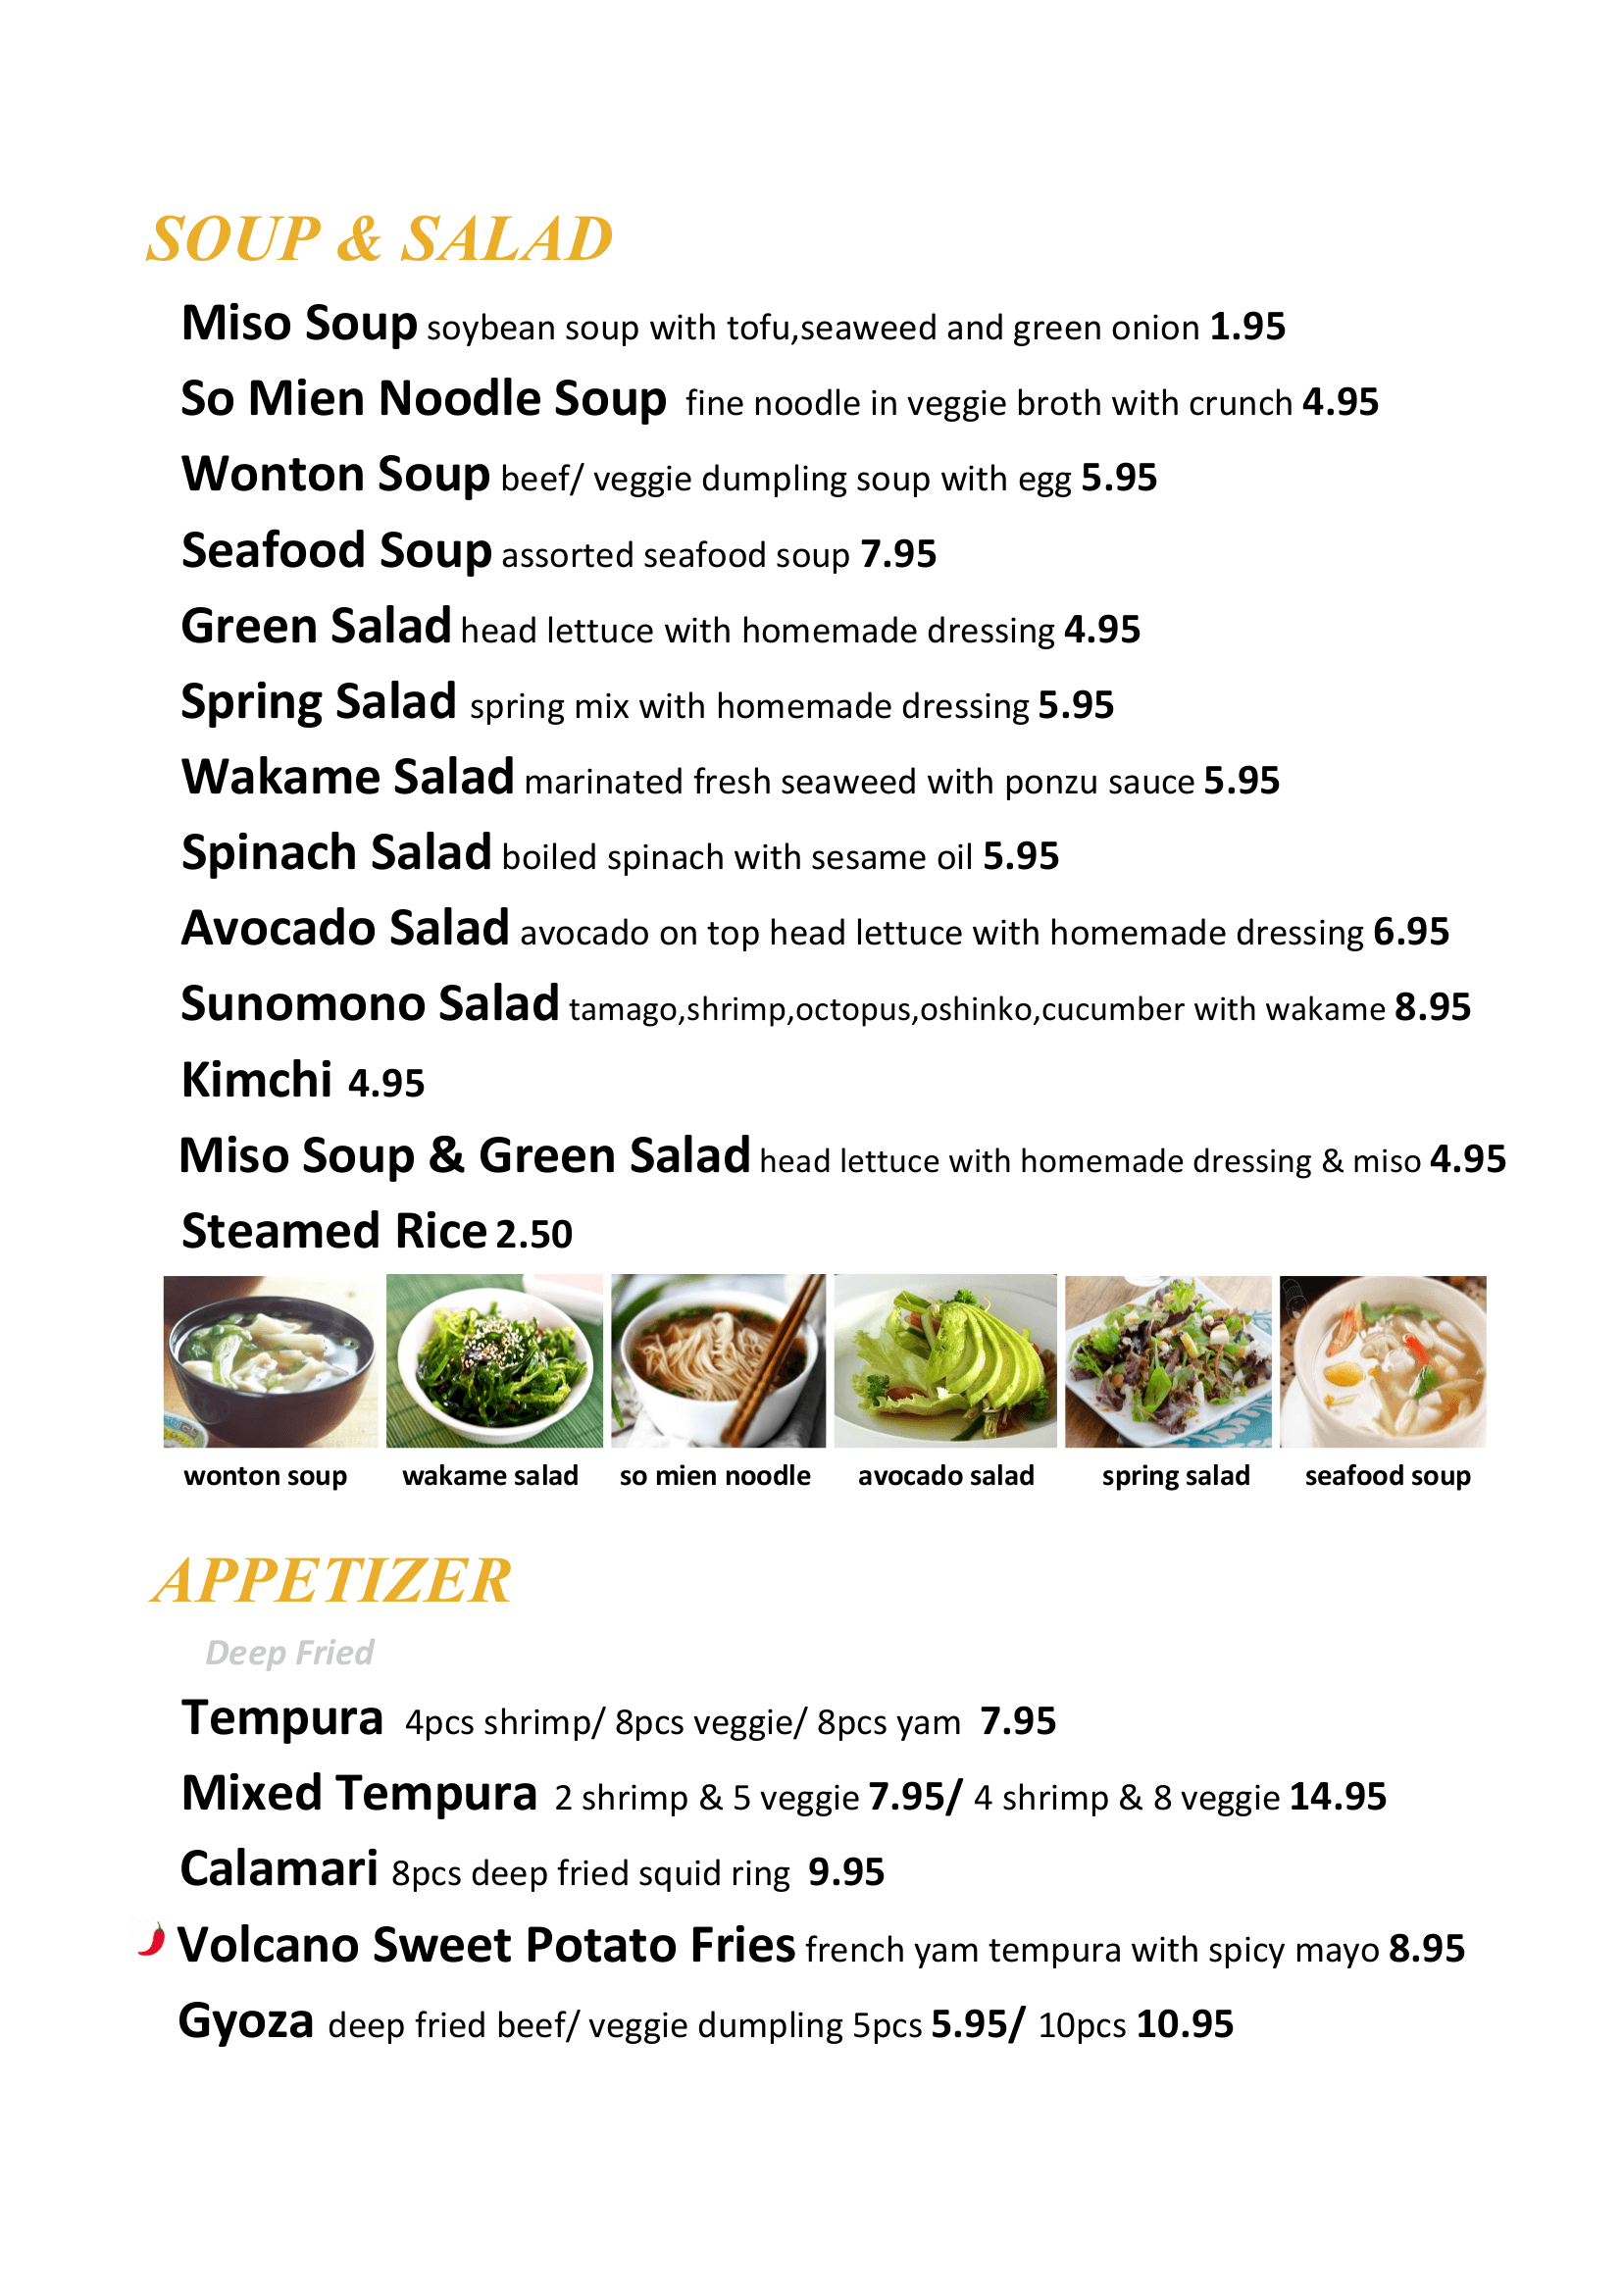 SOUP & SALAD
Miso Soup soybean soup with tofu,seaweed and green onion 1.95
So Mien Noodle Soup fine noodle in veggie broth with crunch 4.95
Wonton Soup beef/ veggie dumpling soup with egg 5.95
Seafood Soup assorted seafood soup 7.95
Green Salad head lettuce with homemade dressing 4.95
Spring Salad spring mix with homemade dressing 5.95
Wakame Salad marinated fresh seaweed with ponzu sauce 5.95
Spinach Salad boiled spinach with sesame oil 5.95
Avocado Salad avocado on top head lettuce with homemade dressing 6.95
Sunomono Salad tamago,shrimp,octopus,oshinko,cucumber with wakame 8.95
Kimchi 4.95
Miso Soup & Green Salad head lettuce with homemade dressing & miso 4.95
Steamed Rice 2.50
wonton soup wakame salad so mien noodle avocado salad spring salad seafood soup
APPETIZER
Deep Fried
Tempura 4pcs shrimp/ 8pcs veggie/ 8pcs yam 7.95
Mixed Tempura 2 shrimp & 5 veggie 7.95/ 4 shrimp & 8 veggie 14.95
Calamari 8pcs deep fried squid ring 9.95
Volcano Sweet Potato Fries french yam tempura with spicy mayo 8.95
Gyoza deep fried beef/ veggie dumpling 5pcs 5.95/ 10pcs 10.95